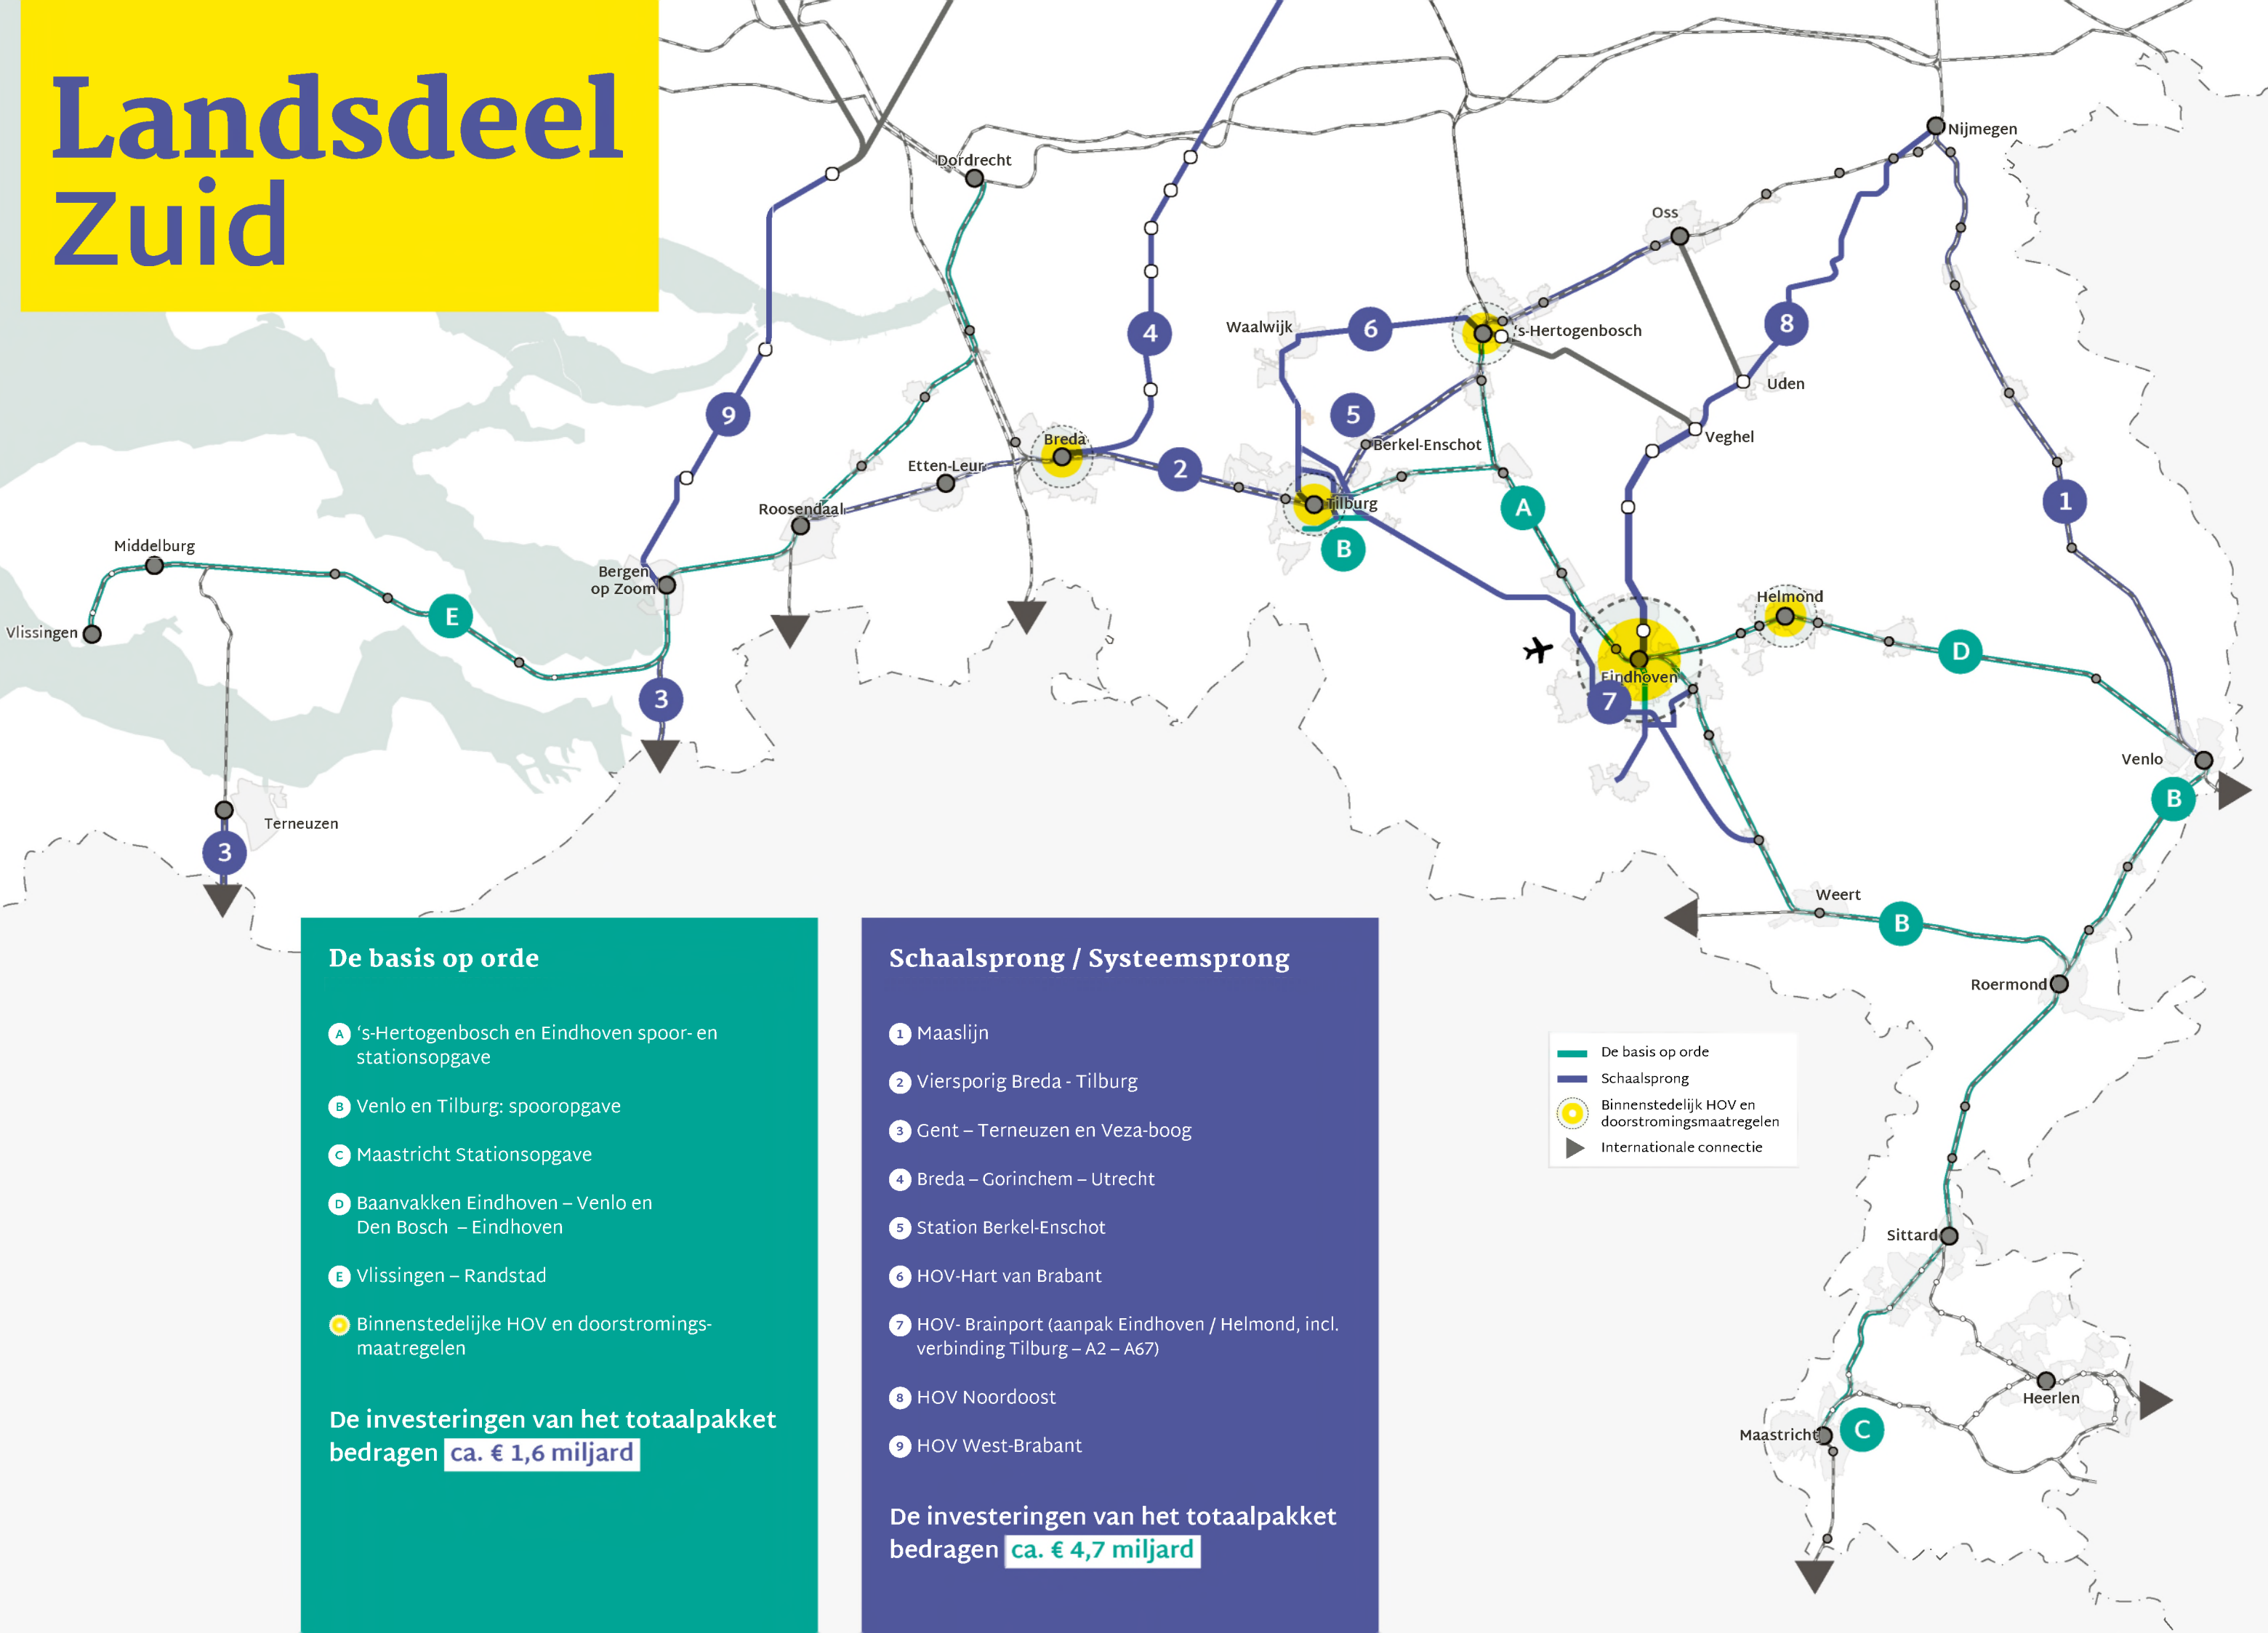 Landsdeel
Zuid
Dordrecht
Nijmegen
Oss
Waalwijk
6
's-Hertogenbosch
8
4
Uden
9
5
Breda
Berkel-Enschot
Veghel
Etten-Leur
2
Roosendaal
Tilburg
A
1
B
Middelburg
Bergen
op Zoom
Helmond
E
Vlissingen
D
Eindhoven
3
7
Venlo
B
Terneuzen
3
Weert
B
Roermond
Sittard
Heerlen
Maastricht
C
De basis op orde
A ‘s-Hertogenbosch en Eindhoven spoor- en
stationsopgave
B Venlo en Tilburg: spooropgave
C Maastricht Stationsopgave
D Baanvakken Eindhoven – Venlo en
Den Bosch – Eindhoven
E Vlissingen – Randstad
Binnenstedelijke HOV en doorstromings-
maatregelen
De investeringen van het totaalpakket
bedragen ca. € 1,6 miljard
Schaalsprong / Systeemsprong
1 Maaslijn
2 Viersporig Breda - Tilburg
3 Gent – Terneuzen en Veza-boog
4 Breda – Gorinchem – Utrecht
5 Station Berkel-Enschot
6 HOV-Hart van Brabant
7 HOV- Brainport (aanpak Eindhoven / Helmond, incl.
verbinding Tilburg – A2 – A67)
8 HOV Noordoost
9 HOV West-Brabant
De investeringen van het totaalpakket
bedragen ca. € 4,7 miljard
De basis op orde
Schaalsprong
Binnenstedelijk HOV en
doorstromingsmaatregelen
Internationale connectie